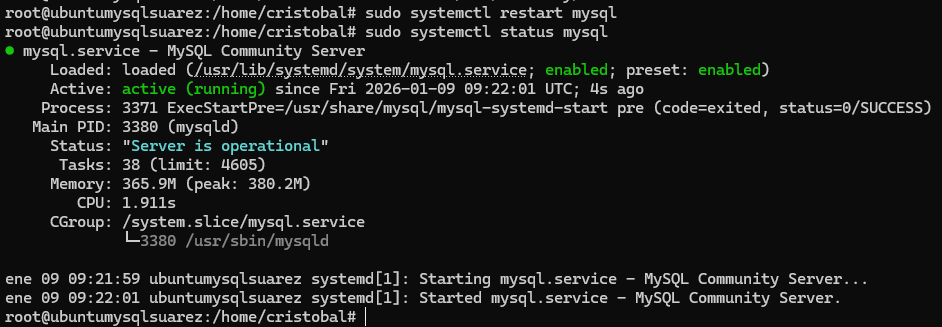 root@ubuntumysqlsuarez:/home/cristobal# sudo systemctl restart mysql
root@ubuntumysqlsuarez:/home/cristobal# sudo systemctl status mysql
● mysql.service – MySQL Community Server
Loaded: loaded (/usr/lib/systemd/system/mysql.service; enabled; preset: enabled)
Active: active (running) since Fri 2026-01-09 09:22:01 UTC; 4s ago
Process: 3371 ExecStartPre=/usr/share/mysql/mysql-systemd-start pre (code=exited, status=0/SUCCESS)
Main PID: 3380 (mysqld)
Status: "Server is operational"
Tasks: 38 (limit: 4605)
Memory: 365.9M (peak: 380.2M)
CPU: 1.911s
CGroup: /system.slice/mysql.service
└─3380 /usr/sbin/mysqld
ene 09 09:21:59 ubuntumysqlsuarez systemd[1]: Starting mysql.service – MySQL Community Server...
ene 09 09:22:01 ubuntumysqlsuarez systemd[1]: Started mysql.service – MySQL Community Server.
root@ubuntumysqlsuarez:/home/cristobal#